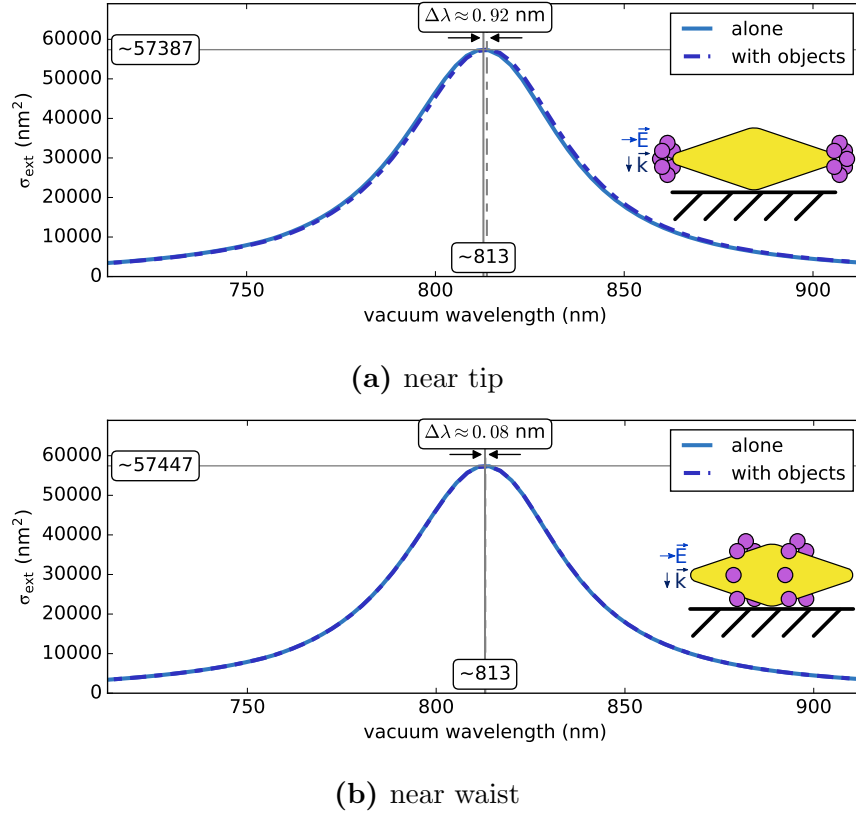 Δλ ≈ 0.92 nm
60000
50000
40000
30000
20000
10000
0
σext (nm²)
~57387
alone
with objects
E
k
~813
750
800
850
900
vacuum wavelength (nm)
(a) near tip
Δλ ≈ 0.08 nm
60000
50000
40000
30000
20000
10000
0
σext (nm²)
~57447
alone
with objects
E
k
~813
750
800
850
900
vacuum wavelength (nm)
(b) near waist